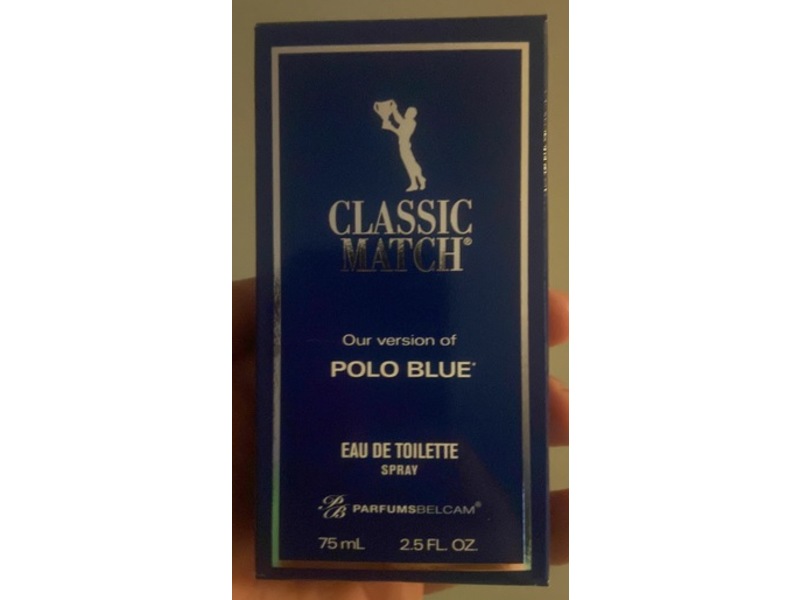 CLASSIC
MATCH®
Our version of
POLO BLUE*
EAU DE TOILETTE
SPRAY
PB PARFUMSBELCAM®
75 mL 2.5 FL. OZ.